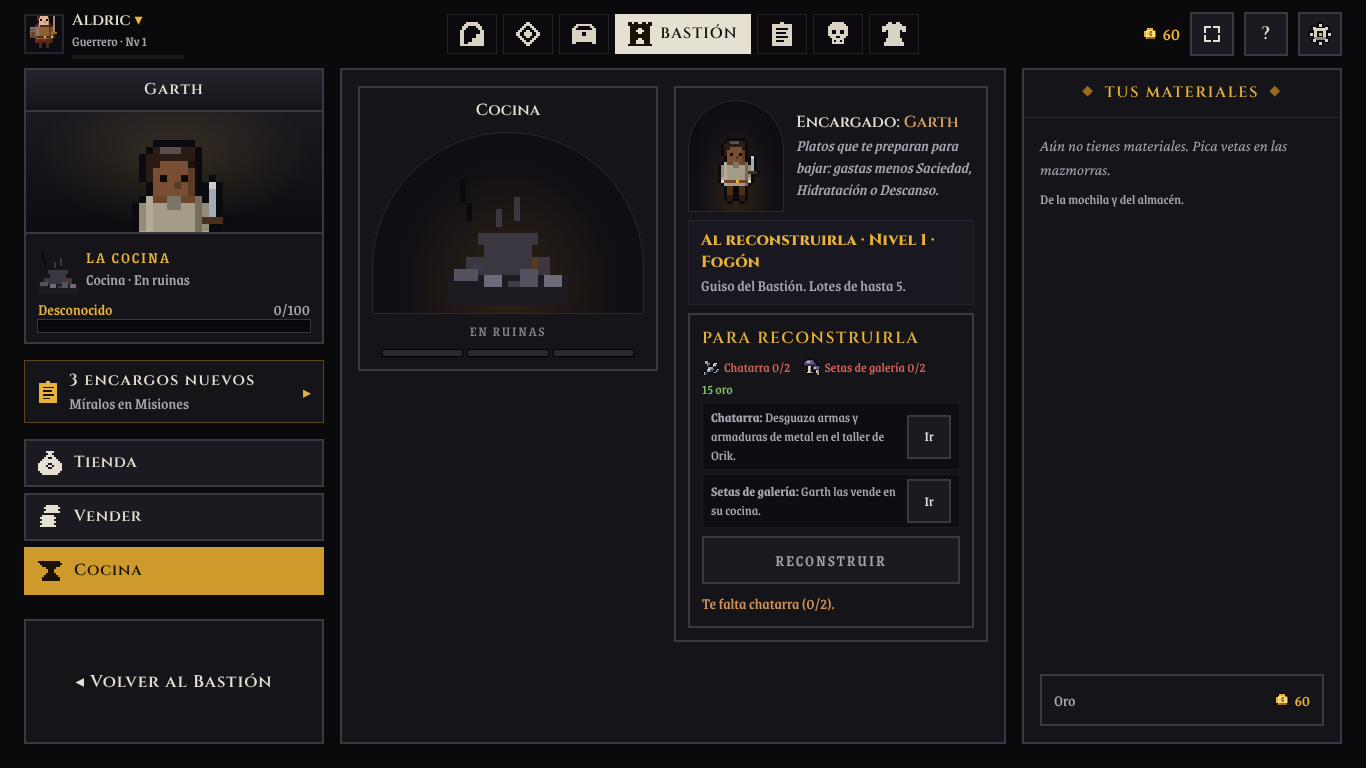 Aldric ▼
Guerrero · Nv 1
BASTIÓN
60
?
Garth
LA COCINA
Cocina · En ruinas
Desconocido 0/100
3 encargos nuevos
Míralos en Misiones
▶
Tienda
Vender
Cocina
◂ Volver al Bastión
Cocina
EN RUINAS
Encargado: Garth
Platos que te preparan para
bajar: gastas menos Saciedad,
Hidratación o Descanso.
Al reconstruirla · Nivel 1 ·
Fogón
Guiso del Bastión. Lotes de hasta 5.
PARA RECONSTRUIRLA
Chatarra 0/2 Setas de galería 0/2
15 oro
Chatarra: Desguaza armas y
armaduras de metal en el taller de
Orik.
Ir
Setas de galería: Garth las vende en
su cocina.
Ir
RECONSTRUIR
Te falta chatarra (0/2).
◆ TUS MATERIALES ◆
Aún no tienes materiales. Pica vetas en las
mazmorras.
De la mochila y del almacén.
Oro 60